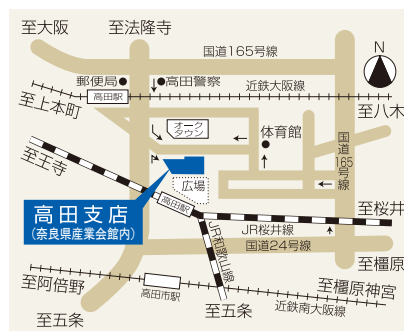 至大阪
至法隆寺
国道165号線
N
郵便局
高田警察
近鉄大阪線
高田駅
至上本町
至八木
オーク
タウン
体育館
国道165号線
至王寺
広場
高田支店
(奈良県産業会館内)
高田駅
至桜井
JR桜井線
JR和歌山線
国道24号線
至橿原
至阿倍野
高田市駅
至五条
至五条
近鉄南大阪線
至橿原神宮